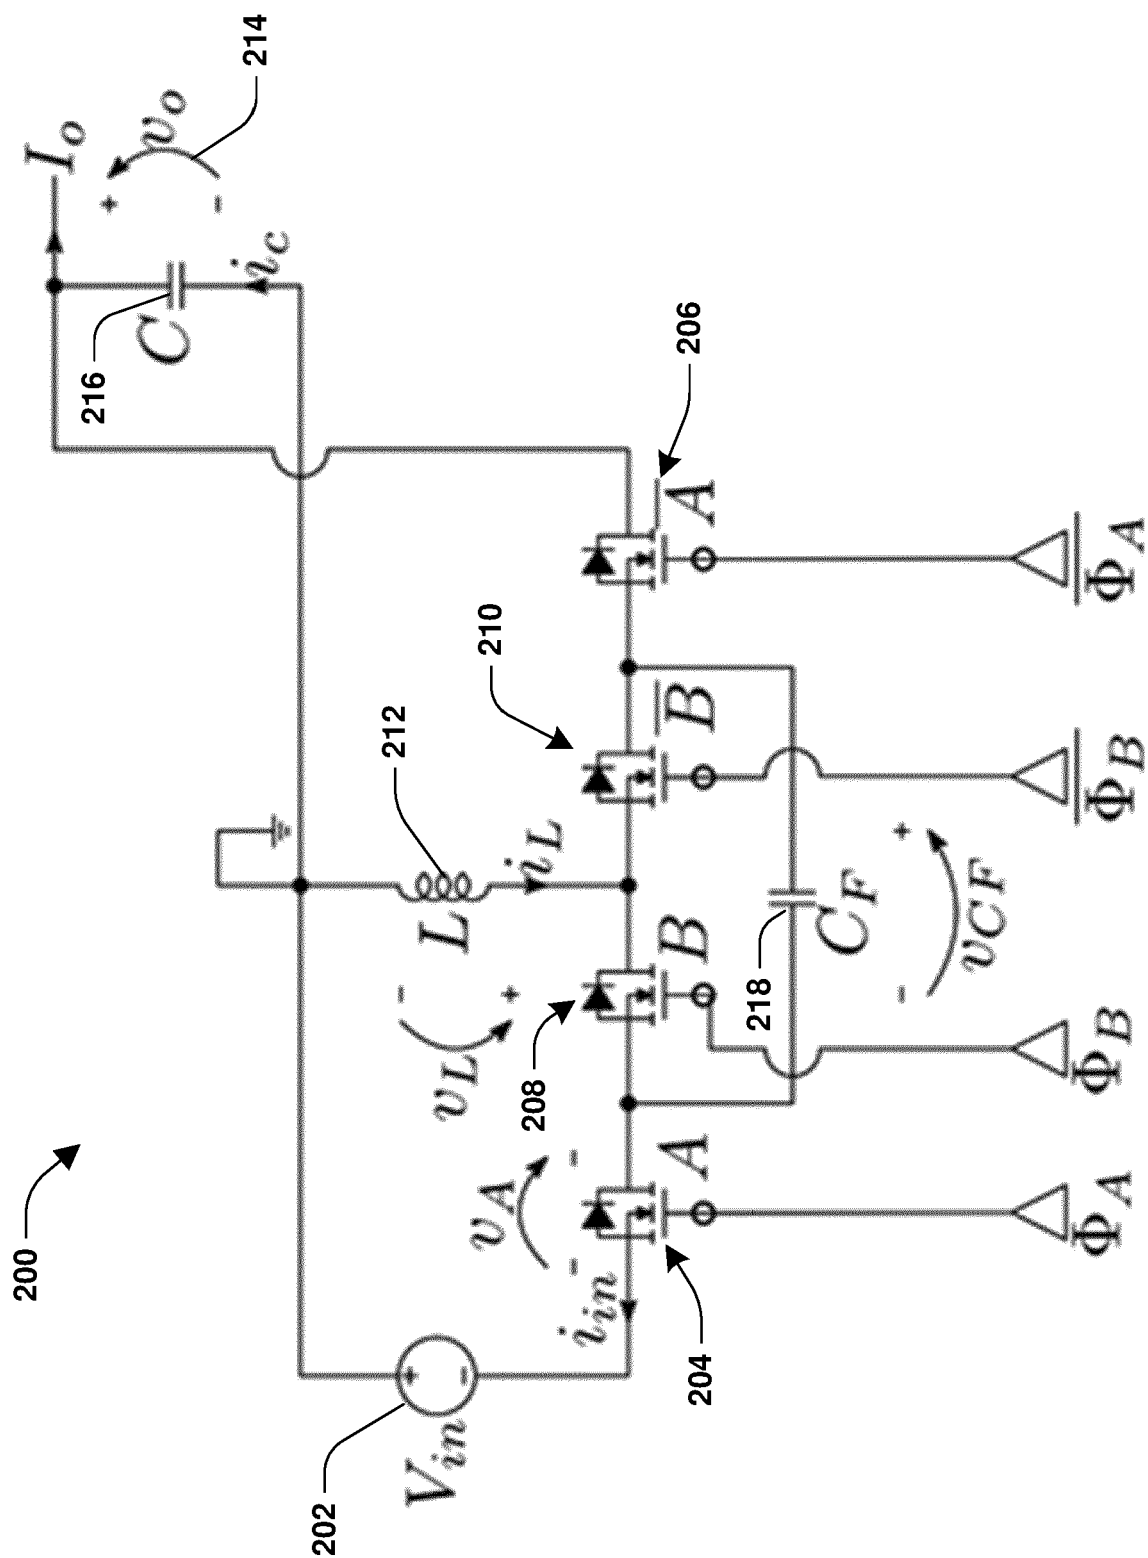 200
I_o
+
216
C
v_o
-
214
i_c
202
V_in
+
-
212
-
L
v_L
+
i_L
210
v_A
208
-
-
i_in
206
204
A
B
B̅
A̅
218
C_F
-
+
v_CF
Φ_A
Φ_B
Φ̅_B̅
Φ̅_A̅